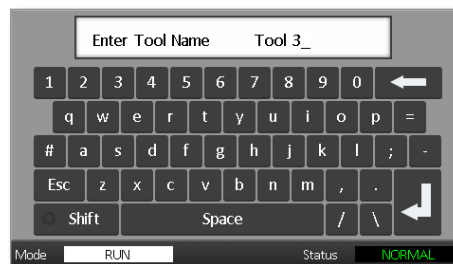 Enter Tool Name Tool 3_
1 2 3 4 5 6 7 8 9 0
q w e r t y u i o p =
# a s d f g h j k l ; -
Esc z x c v b n m , .
Shift Space / \
Mode RUN Status NORMAL